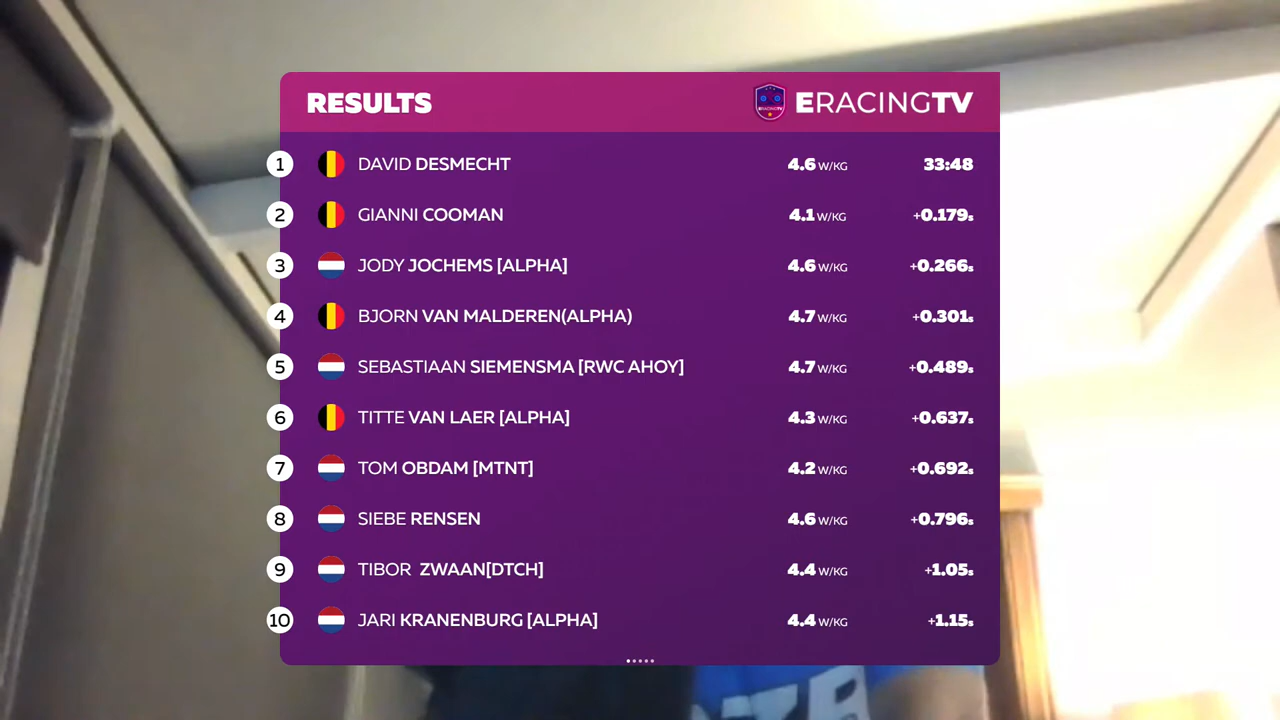 RESULTS
ERACINGTV ERACINGTV
1 DAVID DESMECHT 4.6 W/KG 33:48
2 GIANNI COOMAN 4.1 W/KG +0.179s
3 JODY JOCHEMS [ALPHA] 4.6 W/KG +0.266s
4 BJORN VAN MALDEREN(ALPHA) 4.7 W/KG +0.301s
5 SEBASTIAAN SIEMENSMA [RWC AHOY] 4.7 W/KG +0.489s
6 TITTE VAN LAER [ALPHA] 4.3 W/KG +0.637s
7 TOM OBDAM [MTNT] 4.2 W/KG +0.692s
8 SIEBE RENSEN 4.6 W/KG +0.796s
9 TIBOR ZWAAN[DTCH] 4.4 W/KG +1.05s
10 JARI KRANENBURG [ALPHA] 4.4 W/KG +1.15s